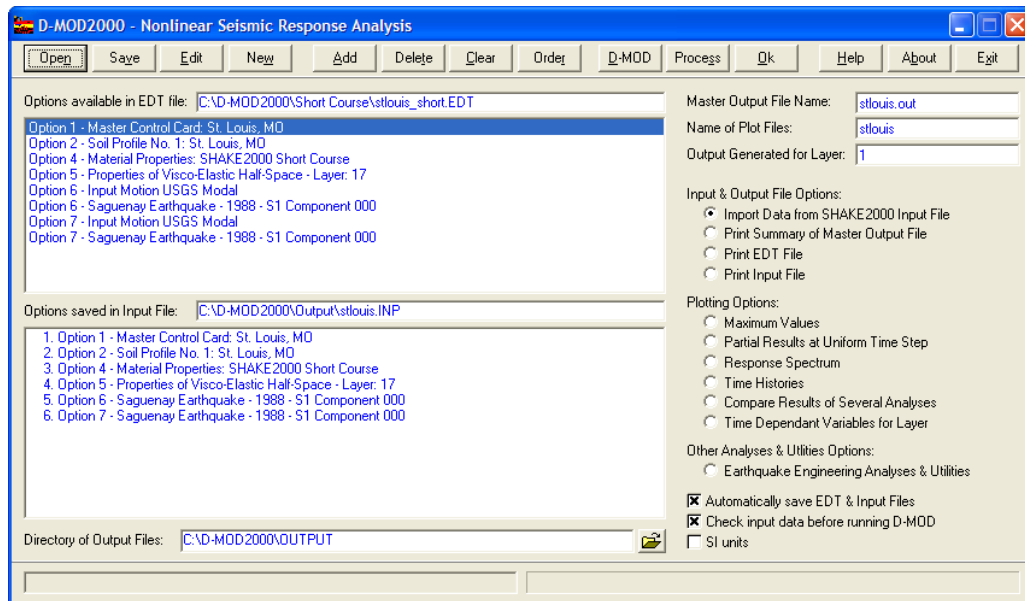 D-MOD2000 - Nonlinear Seismic Response Analysis
Open Save Edit New Add Delete Clear Order D-MOD Process Ok Help About Exit
Options available in EDT file: C:\D-MOD2000\Short Course\stlouis_short.EDT
Option 1 - Master Control Card: St. Louis, MO
Option 2 - Soil Profile No. 1: St. Louis, MO
Option 4 - Material Properties: SHAKE2000 Short Course
Option 5 - Properties of Visco-Elastic Half-Space - Layer: 17
Option 6 - Input Motion USGS Modal
Option 6 - Saguenay Earthquake - 1988 - S1 Component 000
Option 7 - Input Motion USGS Modal
Option 7 - Saguenay Earthquake - 1988 - S1 Component 000
Options saved in Input File: C:\D-MOD2000\Output\stlouis.INP
1. Option 1 - Master Control Card: St. Louis, MO
2. Option 2 - Soil Profile No. 1: St. Louis, MO
3. Option 4 - Material Properties: SHAKE2000 Short Course
4. Option 5 - Properties of Visco-Elastic Half-Space - Layer: 17
5. Option 6 - Saguenay Earthquake - 1988 - S1 Component 000
6. Option 7 - Saguenay Earthquake - 1988 - S1 Component 000
Directory of Output Files: C:\D-MOD2000\OUTPUT
Master Output File Name: stlouis.out
Name of Plot Files: stlouis
Output Generated for Layer: 1
Input & Output File Options:
Import Data from SHAKE2000 Input File
Print Summary of Master Output File
Print EDT File
Print Input File
Plotting Options:
Maximum Values
Partial Results at Uniform Time Step
Response Spectrum
Time Histories
Compare Results of Several Analyses
Time Dependant Variables for Layer
Other Analyses & Utlities Options:
Earthquake Engineering Analyses & Utilities
Automatically save EDT & Input Files
Check input data before running D-MOD
SI units